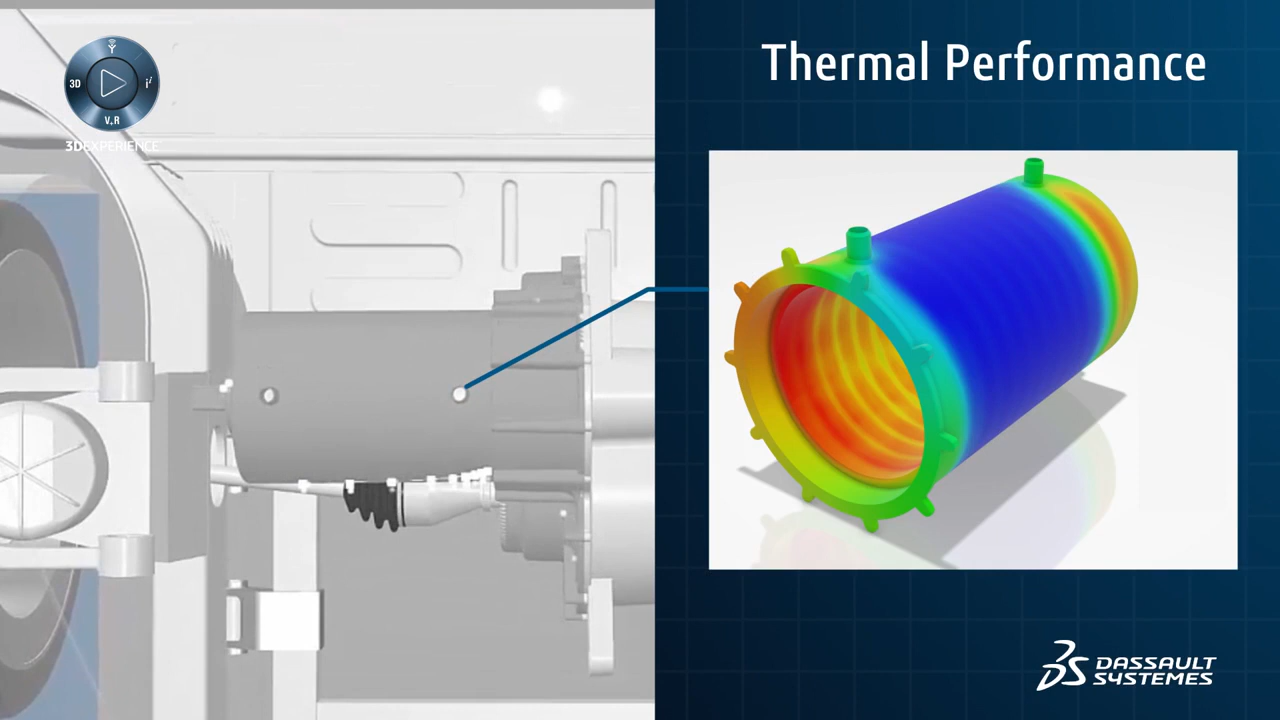 Thermal Performance
3D
i
V,R
3DEXPERIENCE
DASSAULT
SYSTEMES